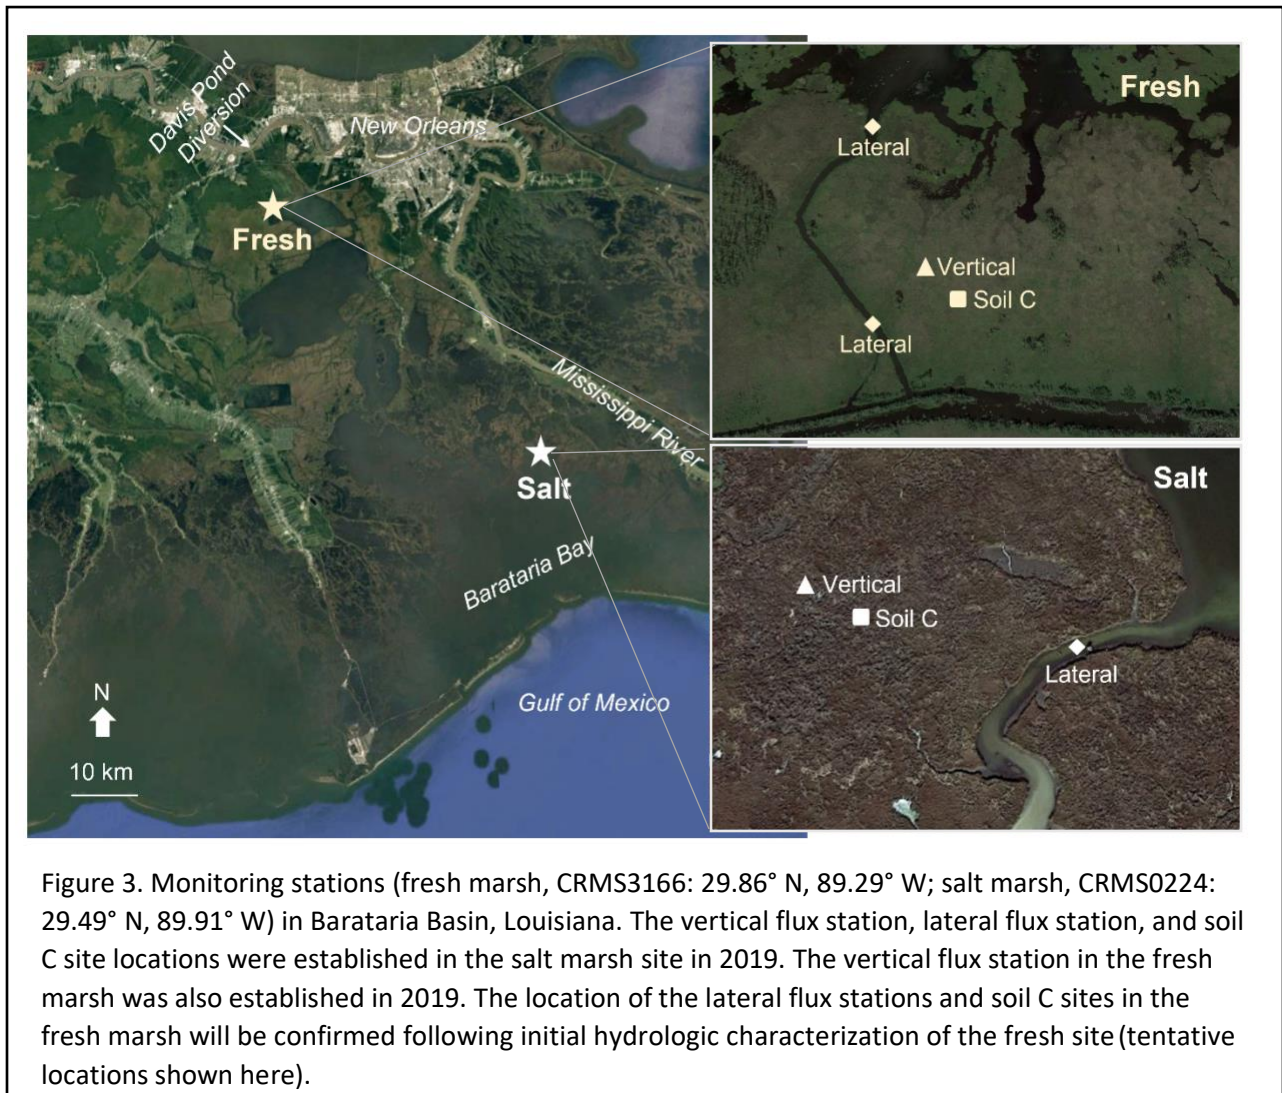 Davis Pond
Diversion
New Orleans
Fresh
Mississippi River
Salt
Barataria Bay
Gulf of Mexico
N
10 km
Fresh
Lateral
Vertical
Soil C
Lateral
Salt
Vertical
Soil C
Lateral
Figure 3. Monitoring stations (fresh marsh, CRMS3166: 29.86° N, 89.29° W; salt marsh, CRMS0224:
29.49° N, 89.91° W) in Barataria Basin, Louisiana. The vertical flux station, lateral flux station, and soil
C site locations were established in the salt marsh site in 2019. The vertical flux station in the fresh
marsh was also established in 2019. The location of the lateral flux stations and soil C sites in the
fresh marsh will be confirmed following initial hydrologic characterization of the fresh site (tentative
locations shown here).